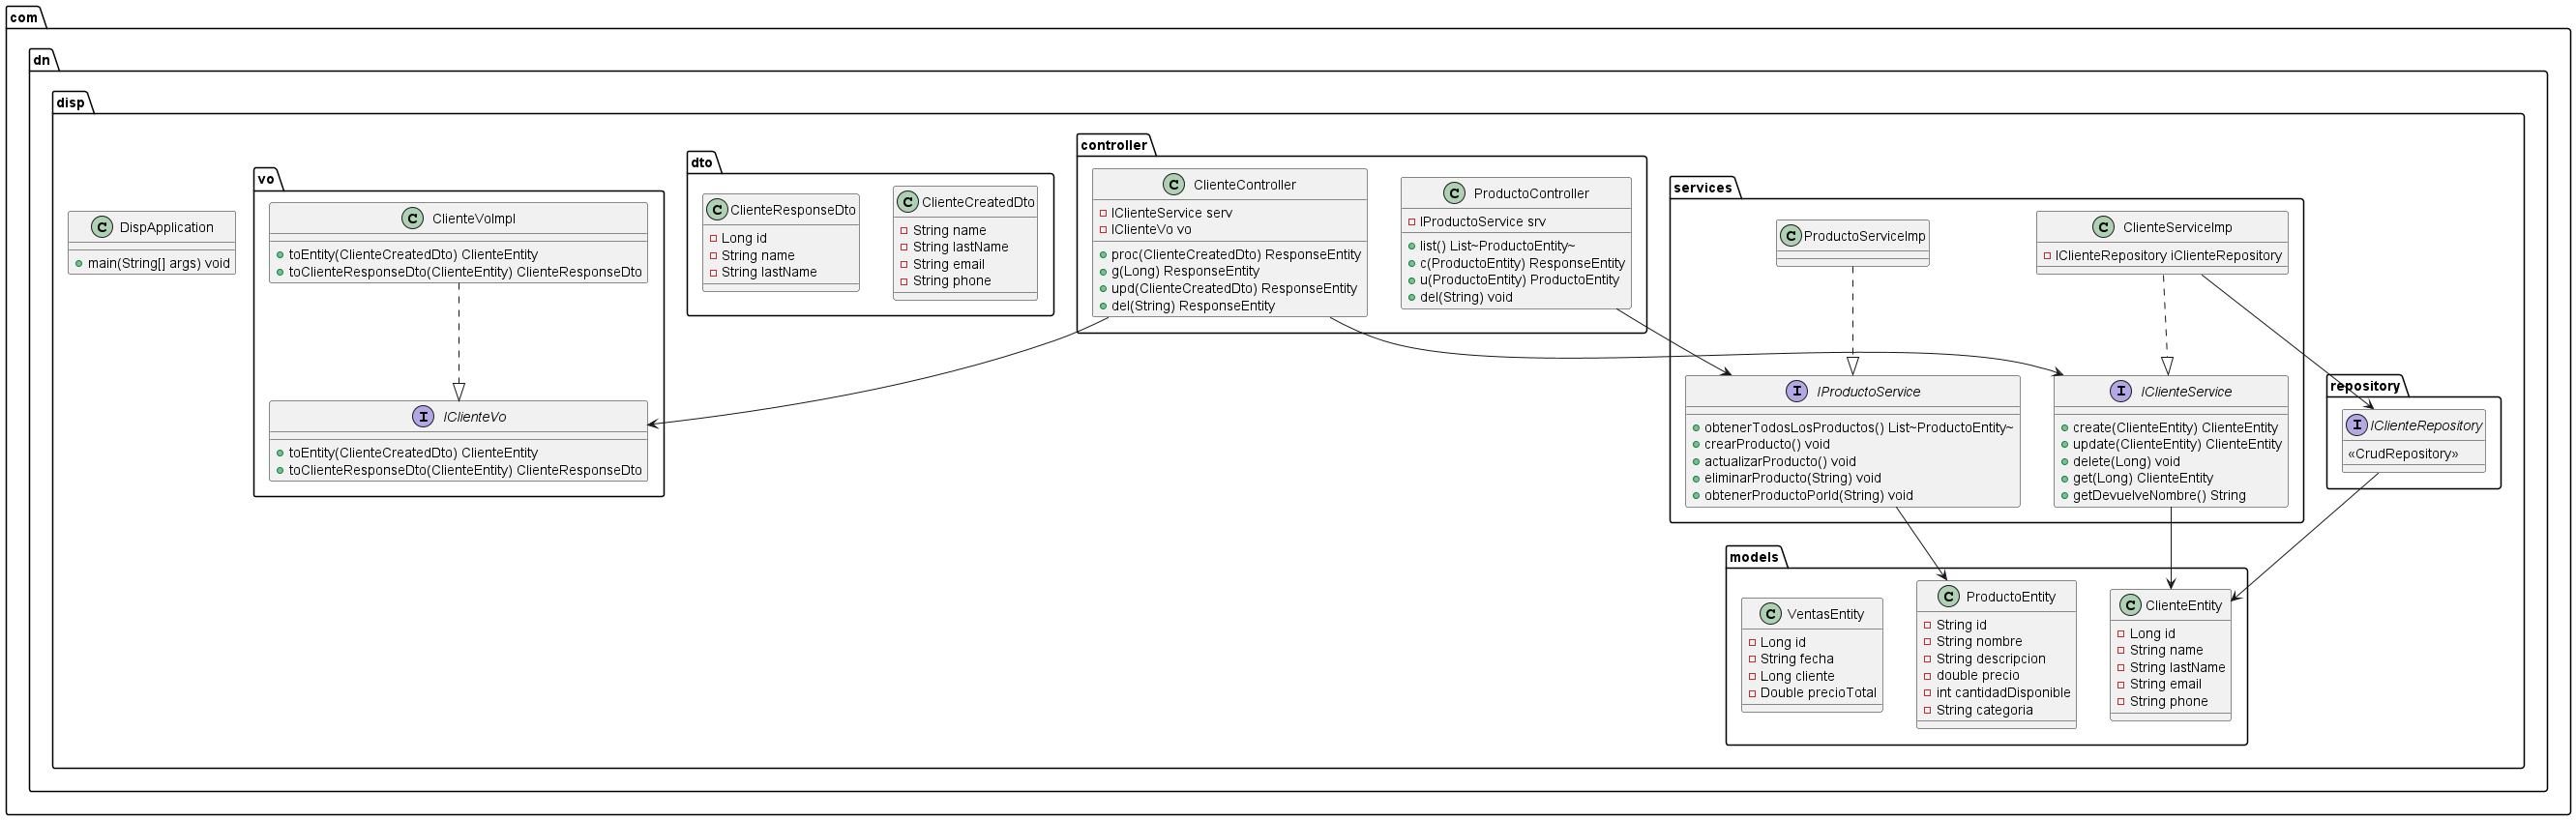 com
dn
disp
DispApplication
main(String[] args) void
vo
ClienteVoImpl
toEntity(ClienteCreatedDto) ClienteEntity
toClienteResponseDto(ClienteEntity) ClienteResponseDto
IClienteVo
toEntity(ClienteCreatedDto) ClienteEntity
toClienteResponseDto(ClienteEntity) ClienteResponseDto
dto
ClienteResponseDto
Long id
String name
String lastName
ClienteCreatedDto
String name
String lastName
String email
String phone
controller
ClienteController
IClienteService serv
IClienteVo vo
proc(ClienteCreatedDto) ResponseEntity
g(Long) ResponseEntity
upd(ClienteCreatedDto) ResponseEntity
del(String) ResponseEntity
ProductoController
IProductoService srv
list() List~ProductoEntity~
c(ProductoEntity) ResponseEntity
u(ProductoEntity) ProductoEntity
del(String) void
services
ProductoServiceImp
ClienteServiceImp
IClienteRepository iClienteRepository
IProductoService
obtenerTodosLosProductos() List~ProductoEntity~
crearProducto() void
actualizarProducto() void
eliminarProducto(String) void
obtenerProductoPorId(String) void
IClienteService
create(ClienteEntity) ClienteEntity
update(ClienteEntity) ClienteEntity
delete(Long) void
get(Long) ClienteEntity
getDevuelveNombre() String
repository
IClienteRepository
«CrudRepository»
models
VentasEntity
Long id
String fecha
Long cliente
Double precioTotal
ProductoEntity
String id
String nombre
String descripcion
double precio
int cantidadDisponible
String categoria
ClienteEntity
Long id
String name
String lastName
String email
String phone